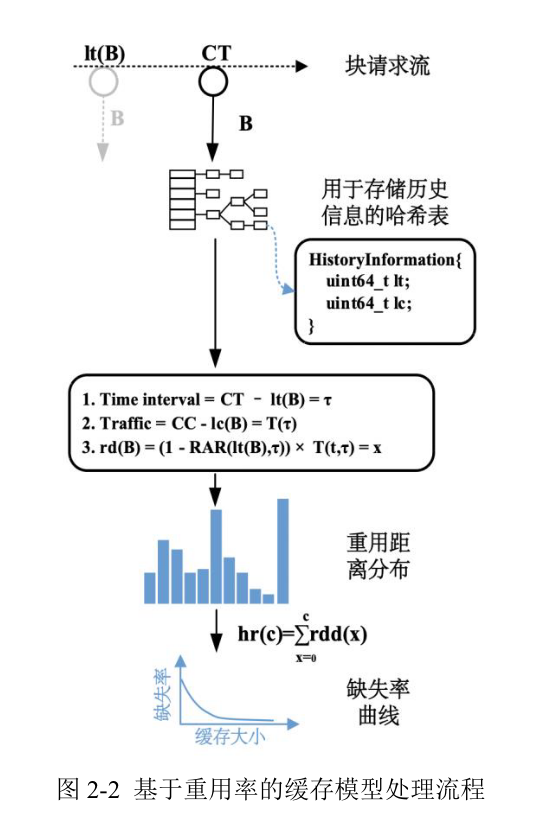 lt(B)
CT
块请求流
B
B
用于存储历史
信息的哈希表
HistoryInformation{
uint64_t lt;
uint64_t lc;
}
1. Time interval = CT - lt(B) = τ
2. Traffic = CC - lc(B) = T(τ)
3. rd(B) = (1 - RAR(lt(B),τ)) × T(t,τ) = x
重用距
离分布
hr(c)=∑rdd(x)
c
x=0
缺失率
缓存大小
缺失率
曲线
图 2-2 基于重用率的缓存模型处理流程